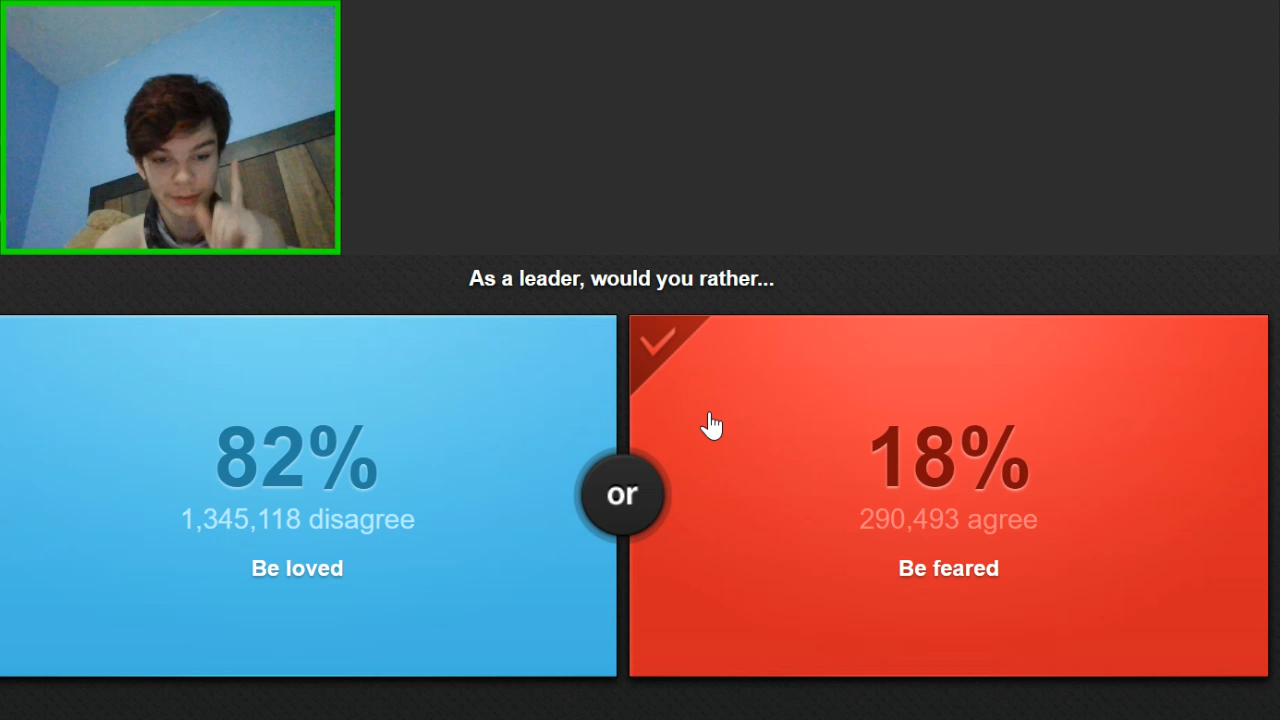 As a leader, would you rather...
82%
1,345,118 disagree
Be loved
or
18%
290,493 agree
Be feared